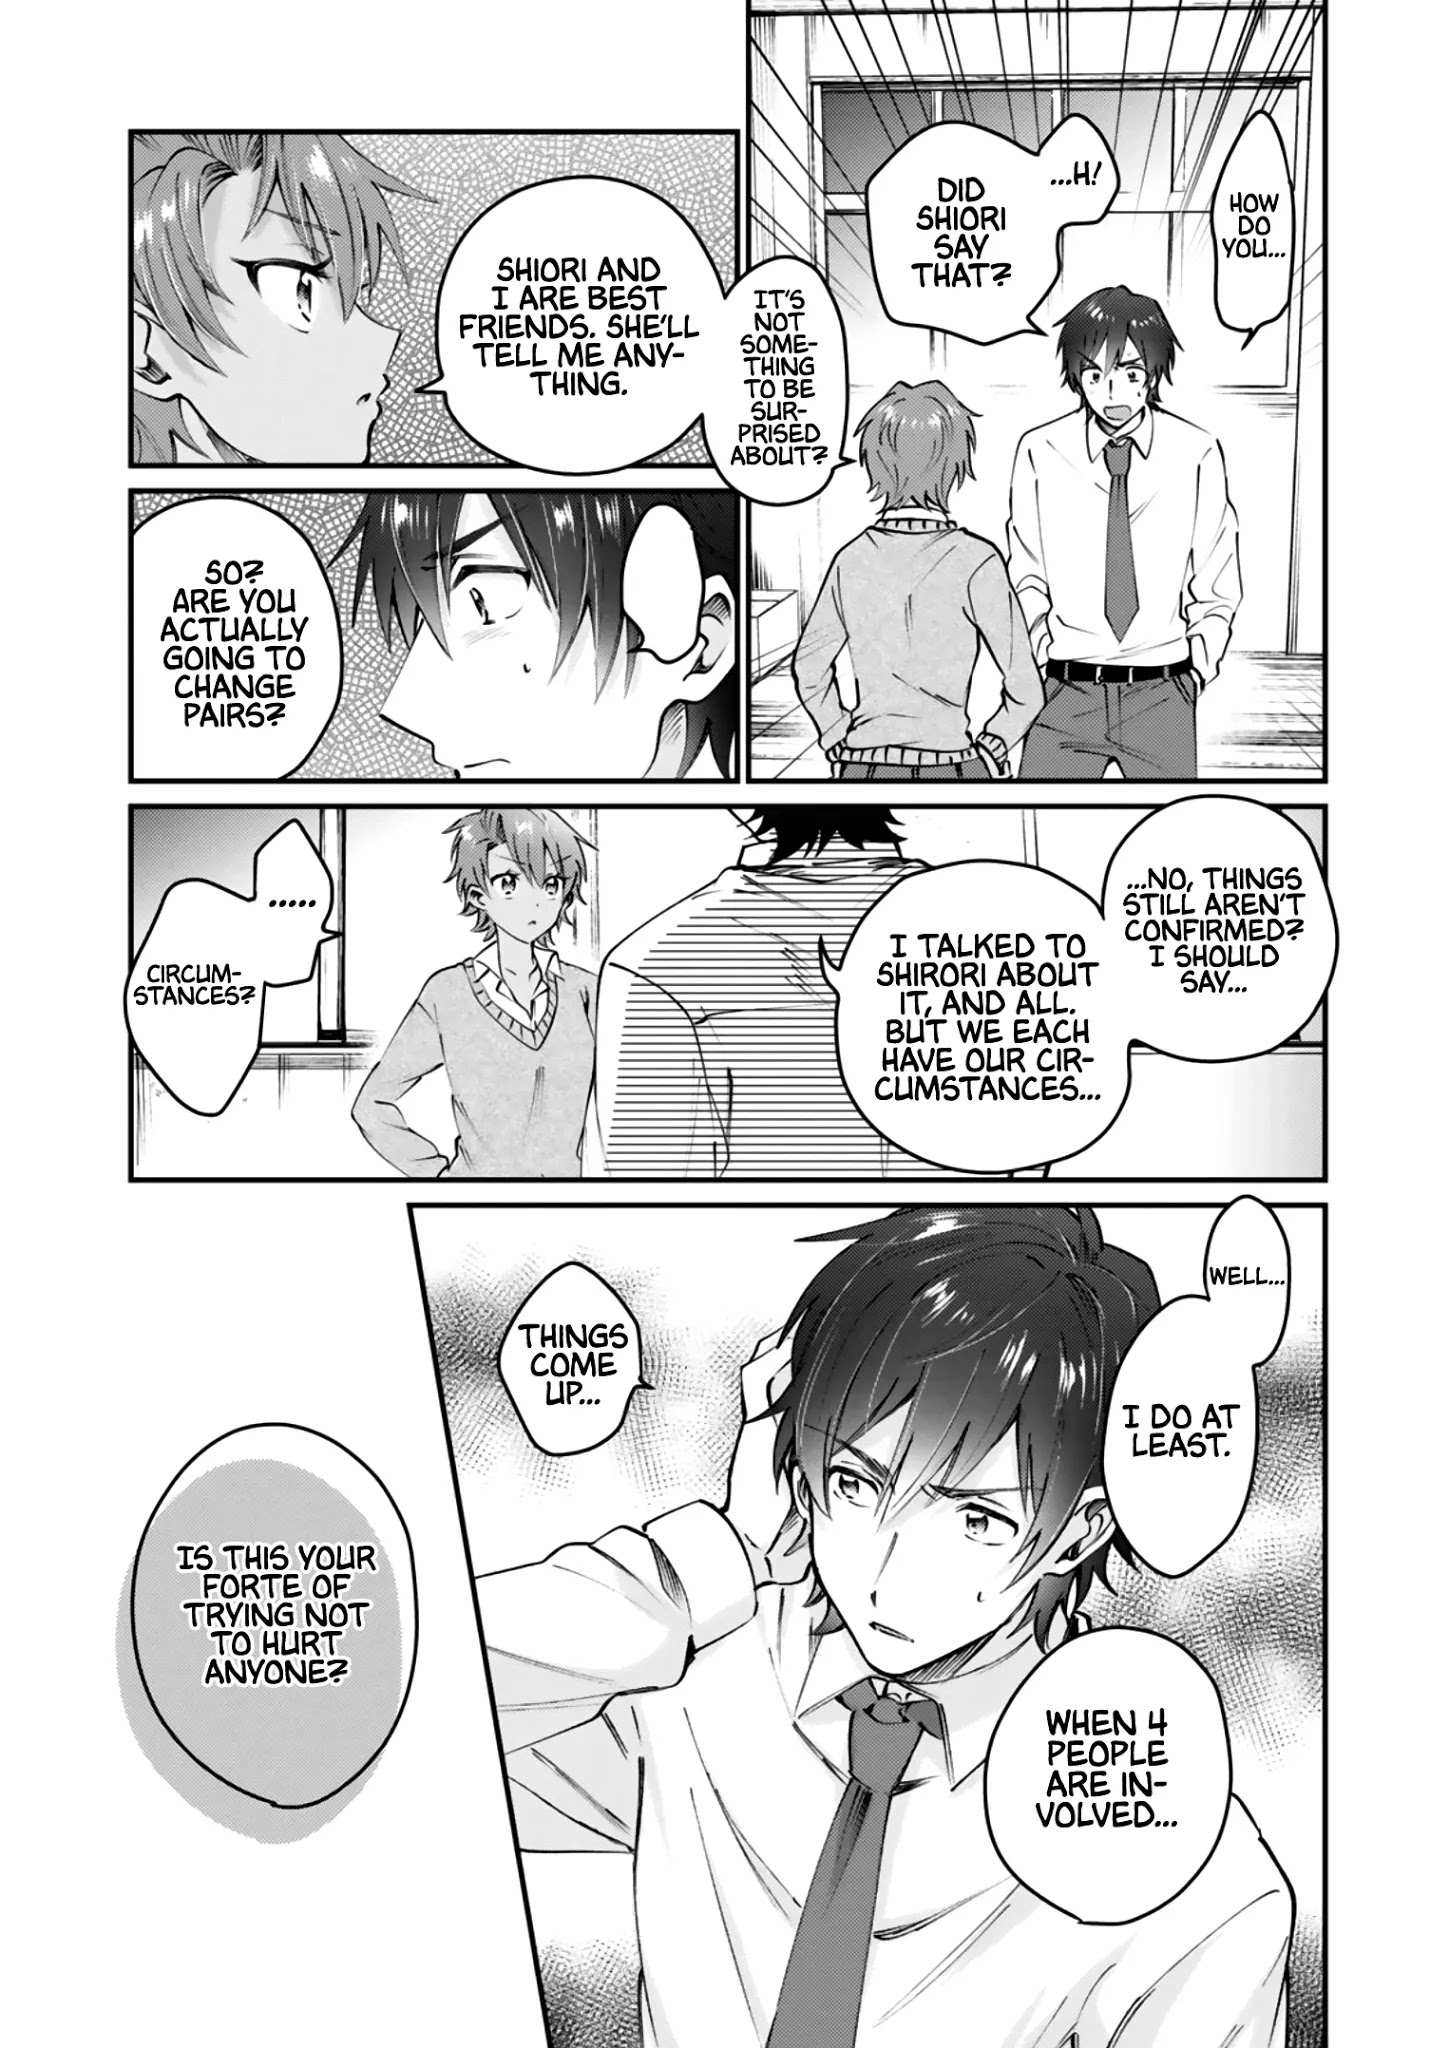 HOW
DO
YOU...
...H!
DID
SHIORI
SAY
THAT?
IT'S
NOT
SOME-
THING
TO BE
SUR-
PRISED
ABOUT?
SHIORI AND
I ARE BEST
FRIENDS. SHE'LL
TELL ME ANY-
THING.
SO?
ARE YOU
ACTUALLY
GOING TO
CHANGE
PAIRS?
...NO, THINGS
STILL AREN'T
CONFIRMED?
I SHOULD
SAY...
I TALKED TO
SHIRORI ABOUT
IT, AND ALL.
BUT WE EACH
HAVE OUR CIR-
CUMSTANCES...
......
CIRCUM-
STANCES?
WELL...
I DO AT
LEAST.
THINGS
COME
UP...
WHEN 4
PEOPLE
ARE IN-
VOLVED...
IS THIS YOUR
FORTE OF
TRYING NOT
TO HURT
ANYONE?